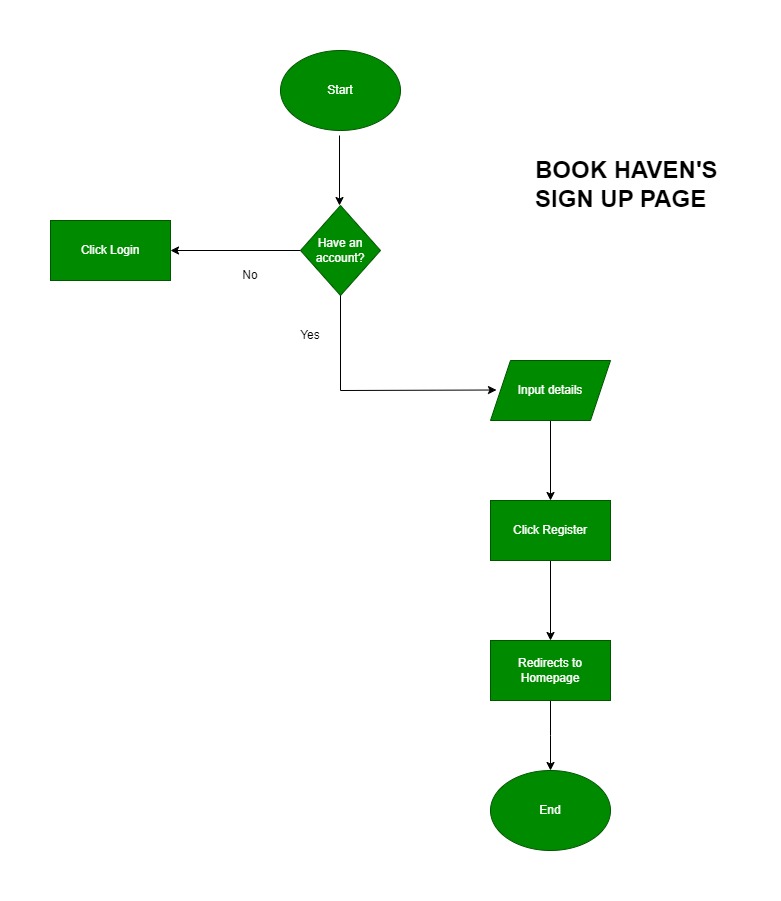 Start
BOOK HAVEN'S
SIGN UP PAGE
Have an
account?
Click Login
No
Yes
Input details
Click Register
Redirects to
Homepage
End